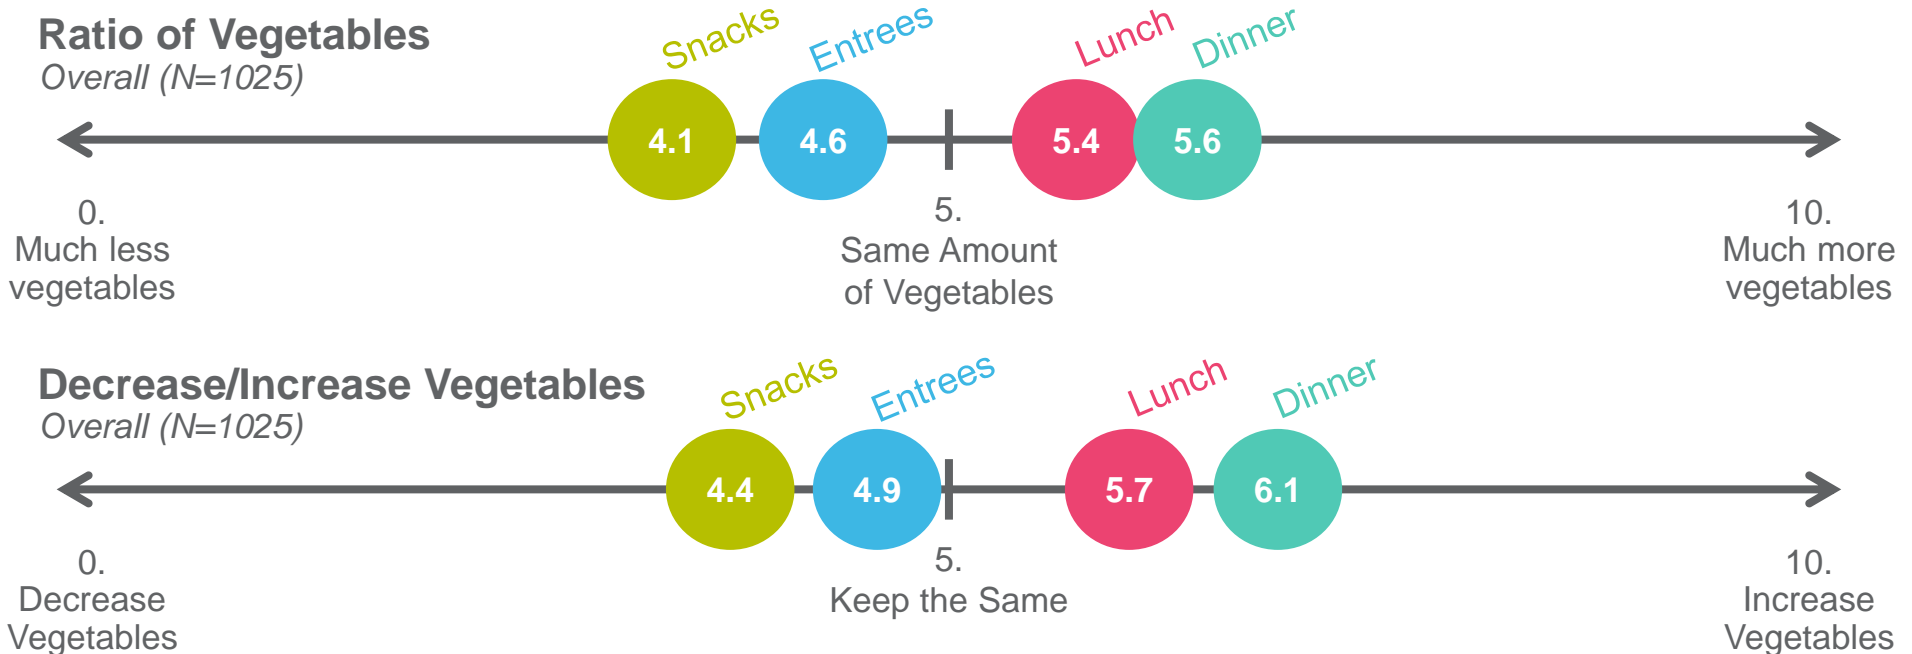 Ratio of Vegetables
Overall (N=1025)
Snacks
Entrees
Lunch
Dinner
4.1
4.6
5.4
5.6
0.
Much less
vegetables
5.
Same Amount
of Vegetables
10.
Much more
vegetables
Decrease/Increase Vegetables
Overall (N=1025)
Snacks
Entrees
Lunch
Dinner
4.4
4.9
5.7
6.1
0.
Decrease
Vegetables
5.
Keep the Same
10.
Increase
Vegetables